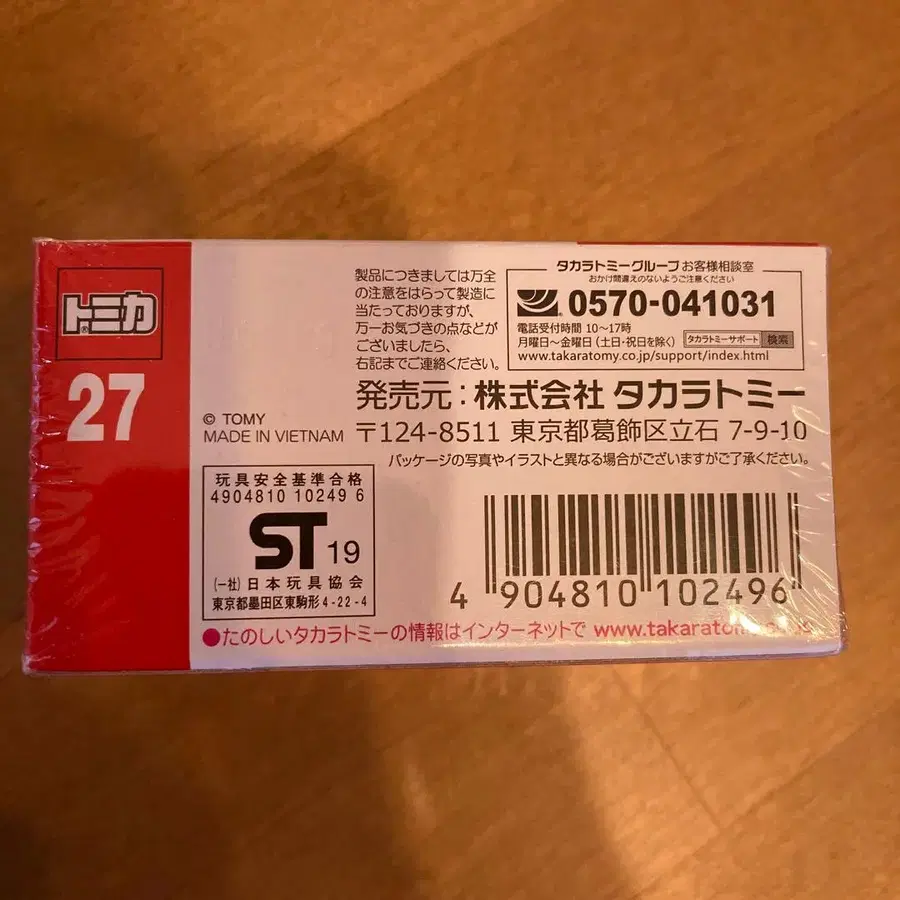 トミカ
27
© TOMY
MADE IN VIETNAM
製品につきましては万全
の注意をはらって製造に
当たっておりますが、
万一お気づきの点などが
ございましたら、
右記までご連絡ください。
タカラトミーグループ お客様相談室
おかけ間違えのないようご注意ください
0570-041031
電話受付時間 10〜17時
月曜日〜金曜日 (土日・祝日を除く) タカラトミーサポート 検索
www.takaratomy.co.jp/support/index.html
発売元:株式会社 タカラトミー
〒124-8511 東京都葛飾区立石 7-9-10
パッケージの写真やイラストと異なる場合がございますがご了承ください。
玩具安全基準合格
4904810 10249 6
ST 19
(一社) 日本玩具協会
東京都墨田区東駒形4-22-4
4 904810 102496
●たのしいタカラトミーの情報はインターネットで